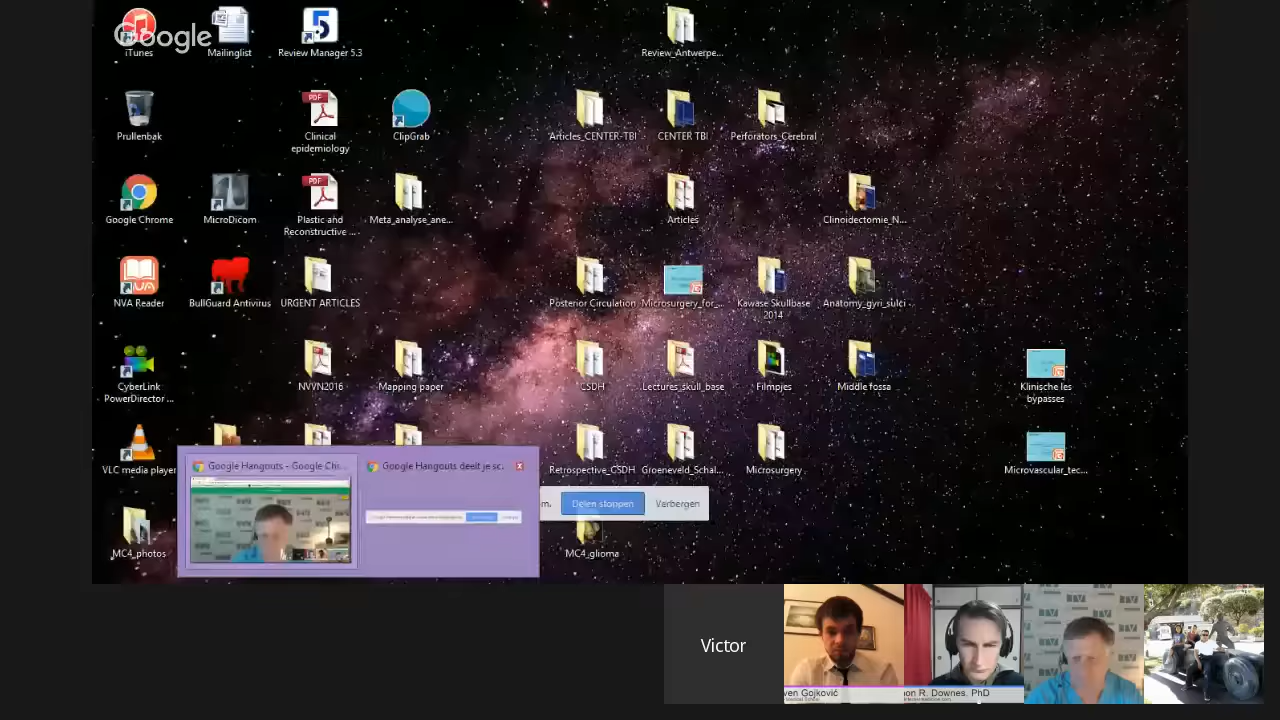 Google
iTunes
Mailinglist
Review Manager 5.3
Review_Antwerpe...
Prullenbak
PDF
Clinical
epidemiology
ClipGrab
Articles_CENTER-TBI
CENTER TBI
Perforators_Cerebral
Google Chrome
MicroDicom
PDF
Plastic and
Reconstructive ...
Meta_analyse_ane...
Articles
Clinoidectomie_N...
NVA Reader
BullGuard Antivirus
URGENT ARTICLES
Posterior Circulation
Microsurgery_for_...
Kawase Skullbase
2014
Anatomy_gyri_sulci
CyberLink
PowerDirector ...
NVVN2016
Mapping paper
CSDH
Lectures_skull_base
Filmpjes
Middle fossa
Klinische les
bypasses
VLC media player
Retrospective_CSDH
Groeneveld_Schal...
Microsurgery
Microvascular_tec...
Google Hangouts - Google Ch...
Google Hangouts deelt je sc...
m.
Delen stoppen
Verbergen
MC4_photos
MC4_glioma
Victor
ven Gojković
on R. Downes. PhD